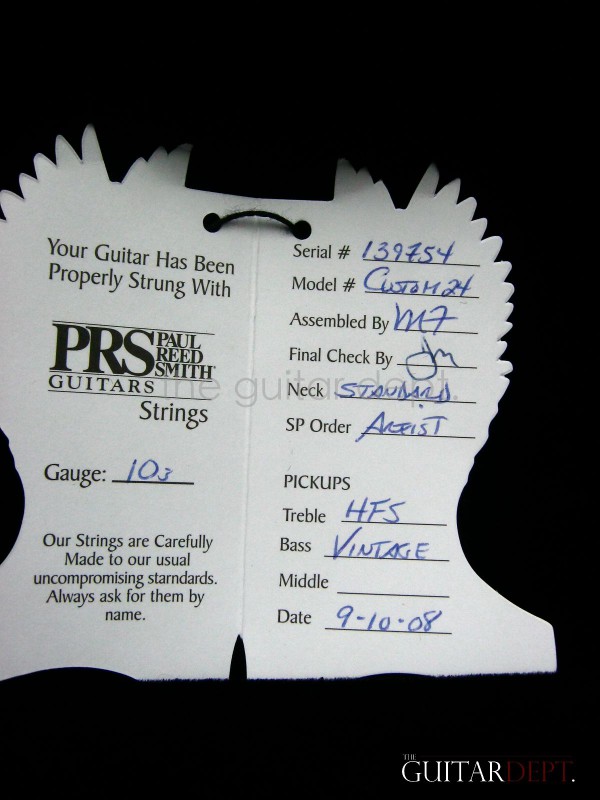 Your Guitar Has Been
Properly Strung With
PRS PAUL
REED
SMITH
GUITARS
Strings
Gauge: 10s
Our Strings are Carefully
Made to our usual
uncompromising starndards.
Always ask for them by
name.
Serial # 139754
Model # Custom 24
Assembled By
Final Check By
Neck STANDARD
SP Order ARTIST
PICKUPS
Treble HFS
Bass VINTAGE
Middle
Date 9-10-08
the guitar dept.
THE
GUITARDEPT.